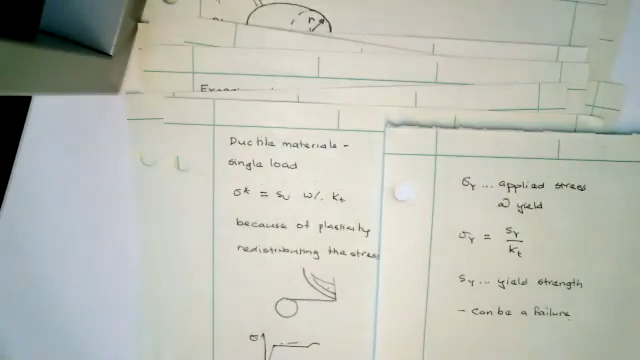 r
Ductile materials -
single load
σ* = Su w/. kt
because of plasticity
redistributing the stress
σ
σY ... applied stress
@ yield
σY = SY / kt
SY ... yield strength
- can be a failure